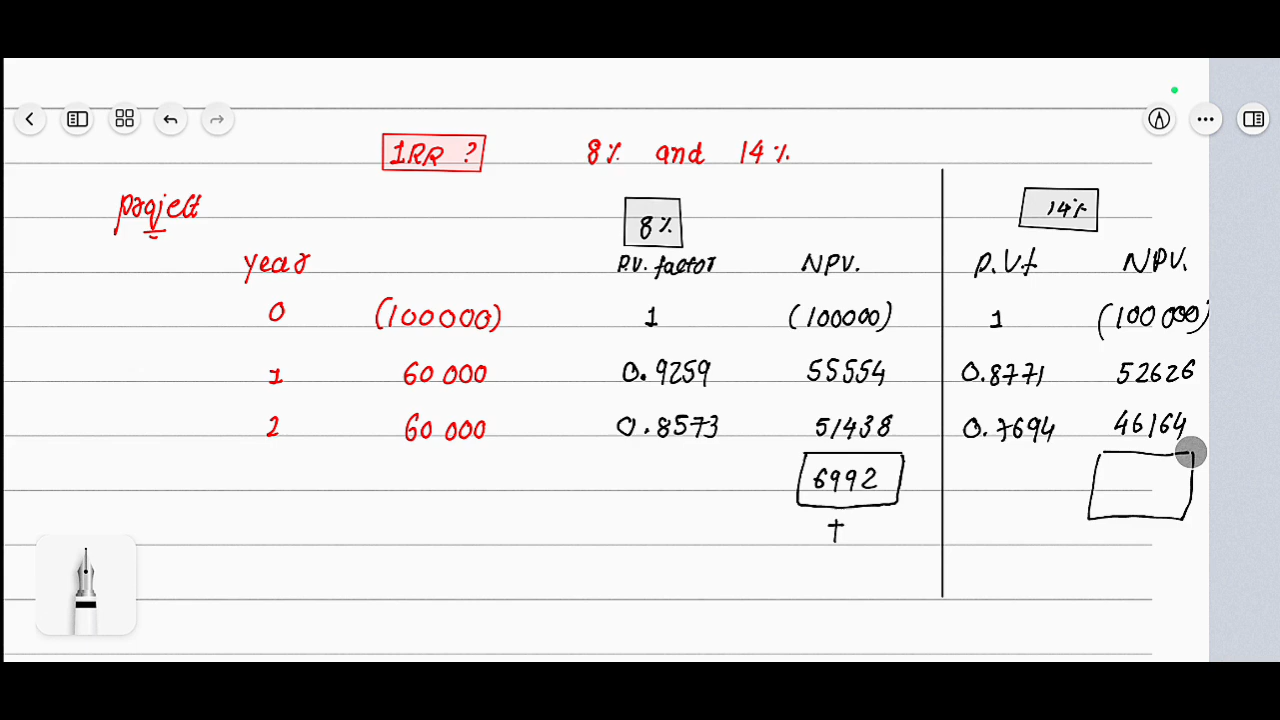 IRR ? 8% and 14%
project
8% 14%
year P.V. factor NPV. P.V.f NPV.
0 (100000) 1 (100000) 1 (100000)
1 60 000 0.9259 55554 0.8771 52626
2 60 000 0.8573 51438 0.7694 46164
6992
+